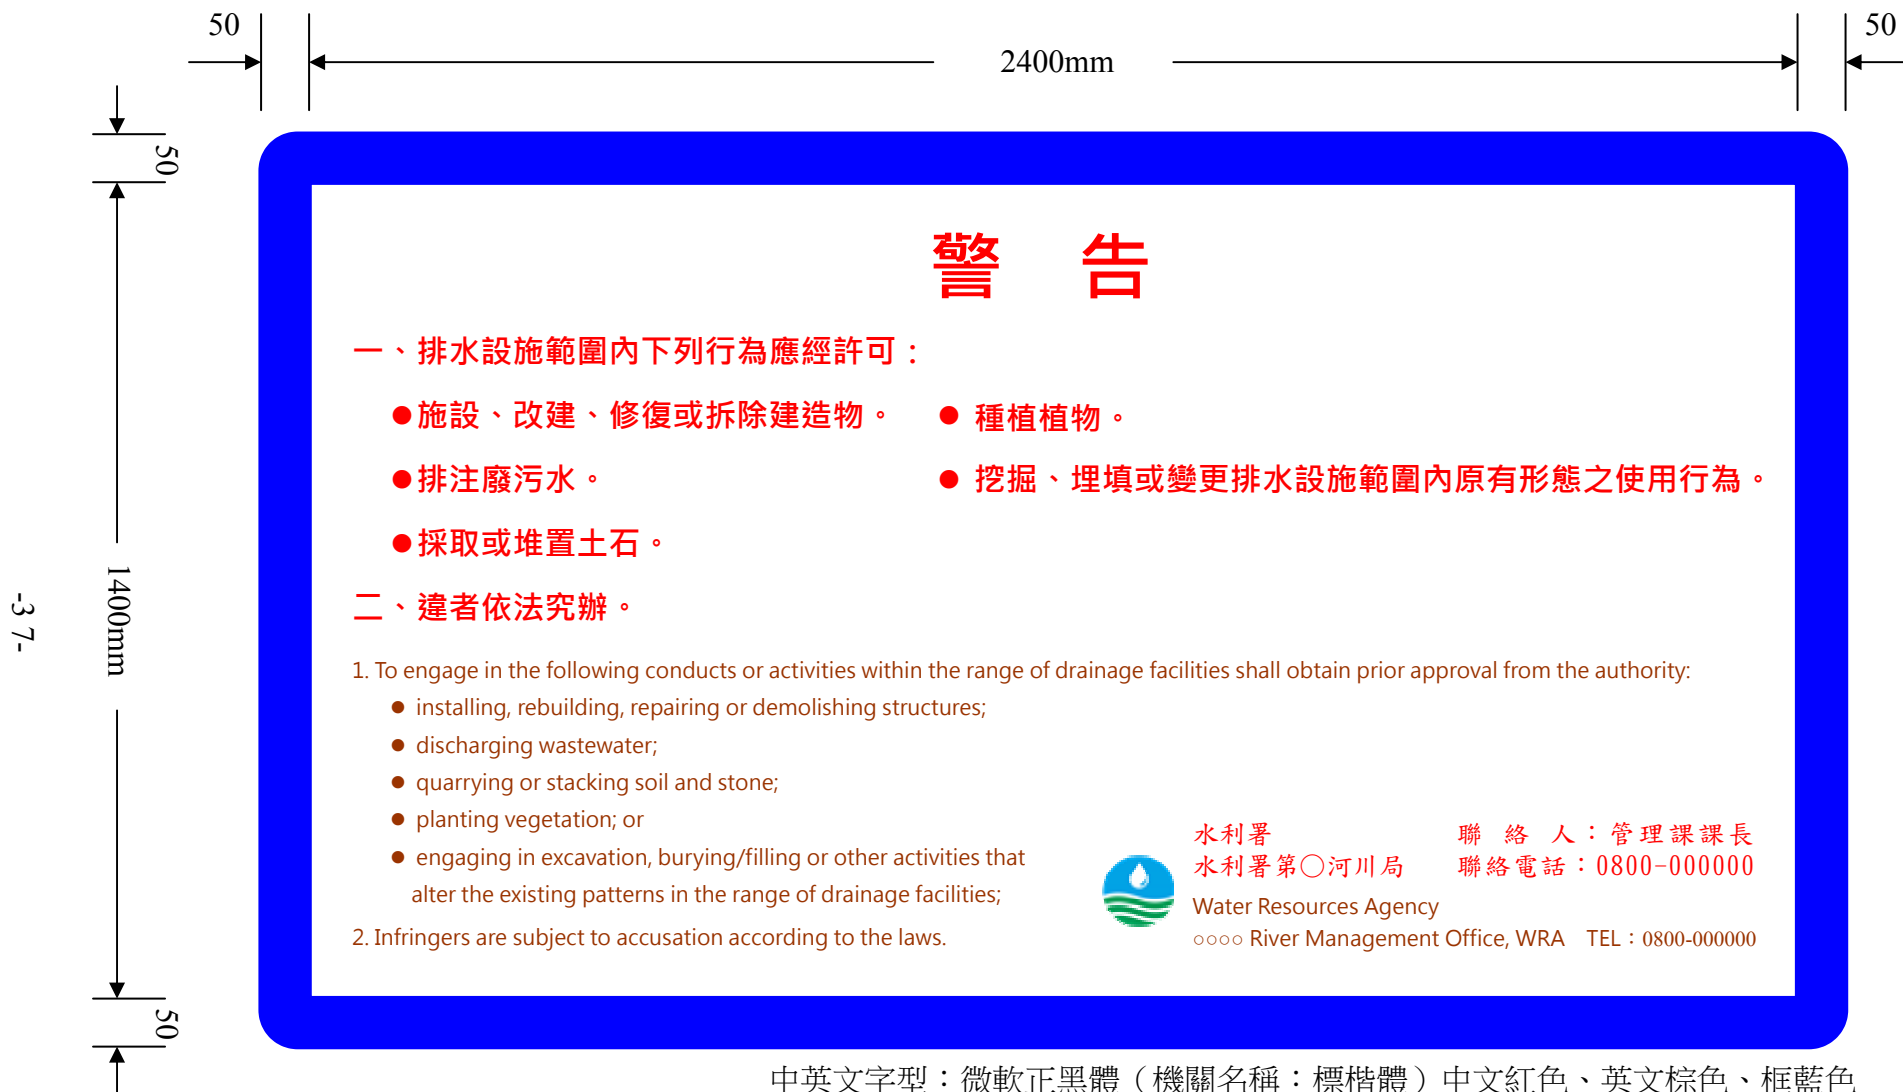 50
2400mm
50
50
1400mm
50
-37-
警 告
一、排水設施範圍內下列行為應經許可：
●施設、改建、修復或拆除建造物。 ● 種植植物。
●排注廢污水。 ● 挖掘、埋填或變更排水設施範圍內原有形態之使用行為。
●採取或堆置土石。
二、違者依法究辦。
1. To engage in the following conducts or activities within the range of drainage facilities shall obtain prior approval from the authority:
● installing, rebuilding, repairing or demolishing structures;
● discharging wastewater;
● quarrying or stacking soil and stone;
● planting vegetation; or
● engaging in excavation, burying/filling or other activities that
alter the existing patterns in the range of drainage facilities;
2. Infringers are subject to accusation according to the laws.
水利署 聯 絡 人：管理課課長
水利署第○河川局 聯絡電話：0800-000000
Water Resources Agency
○○○○ River Management Office, WRA TEL：0800-000000
中英文字型：微軟正黑體（機關名稱：標楷體）中文紅色、英文棕色、框藍色